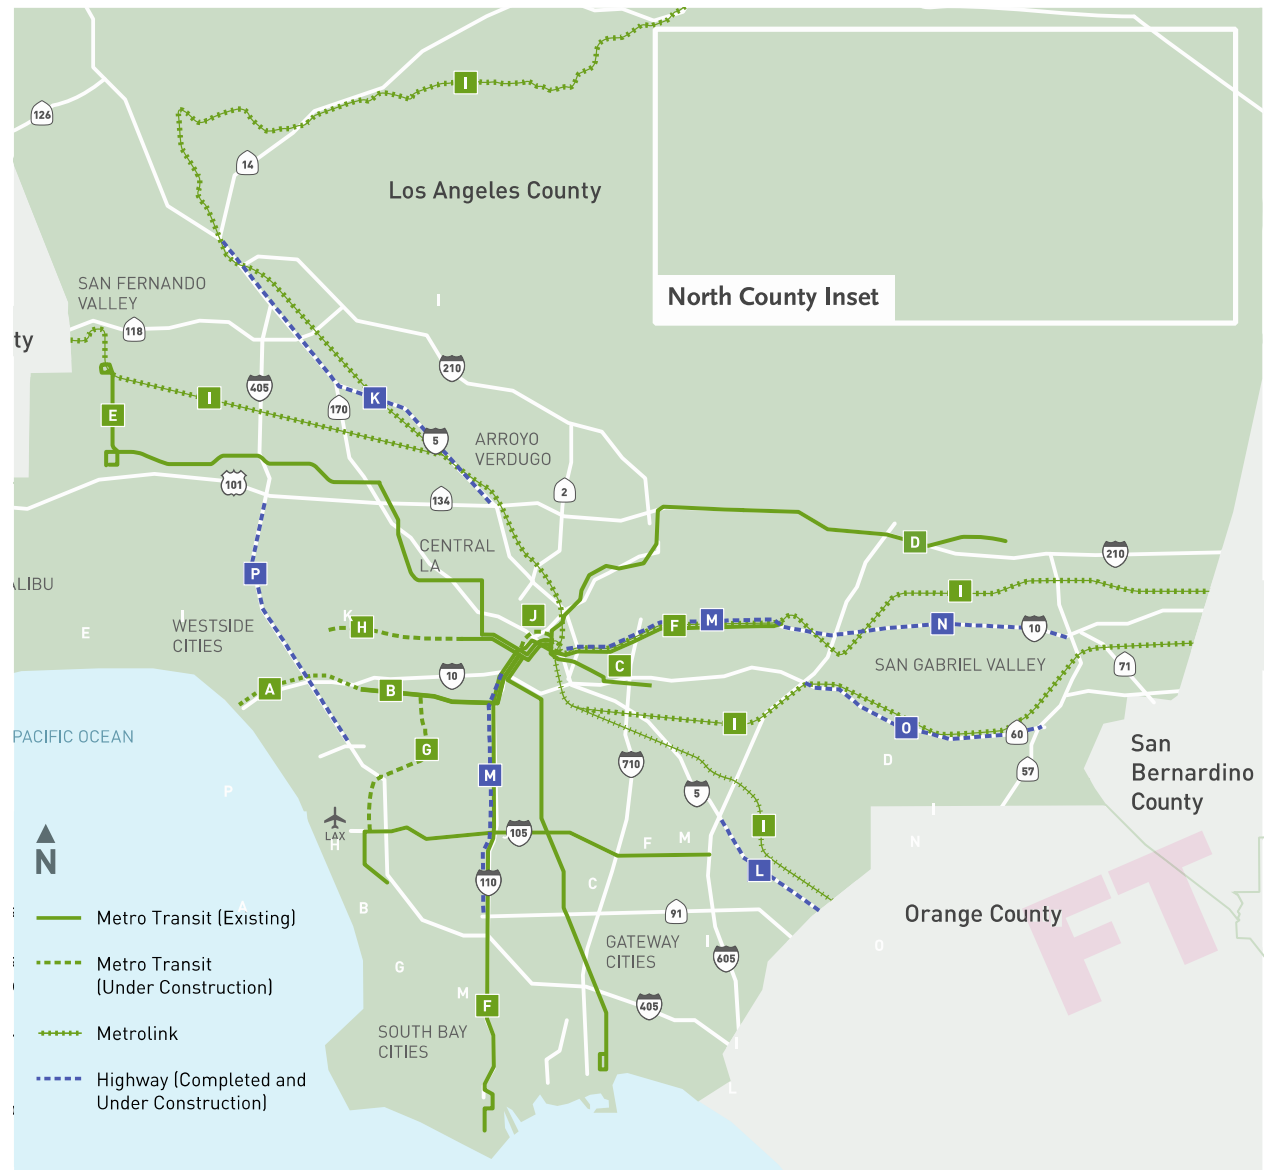 I
126
14
Los Angeles County
SAN FERNANDO
VALLEY
North County Inset
I
118
ty
210
405
I
170
K
E
5
ARROYO
VERDUGO
101
134
2
D
210
CENTRAL
LA
P
ALIBU
I
I
K
J
H
F
M
N
10
E
WESTSIDE
CITIES
C
SAN GABRIEL VALLEY
71
10
A
B
I
O
60
PACIFIC OCEAN
G
San
Bernardino
County
710
D
57
M
P
5
I
LAX
105
I
N
H
F
M
N
L
110
C
A
B
91
Orange County
FT
Metro Transit (Existing)
GATEWAY
CITIES
I
O
605
Metro Transit
(Under Construction)
G
M
F
405
Metrolink
SOUTH BAY
CITIES
I
I
Highway (Completed and
Under Construction)
I
L